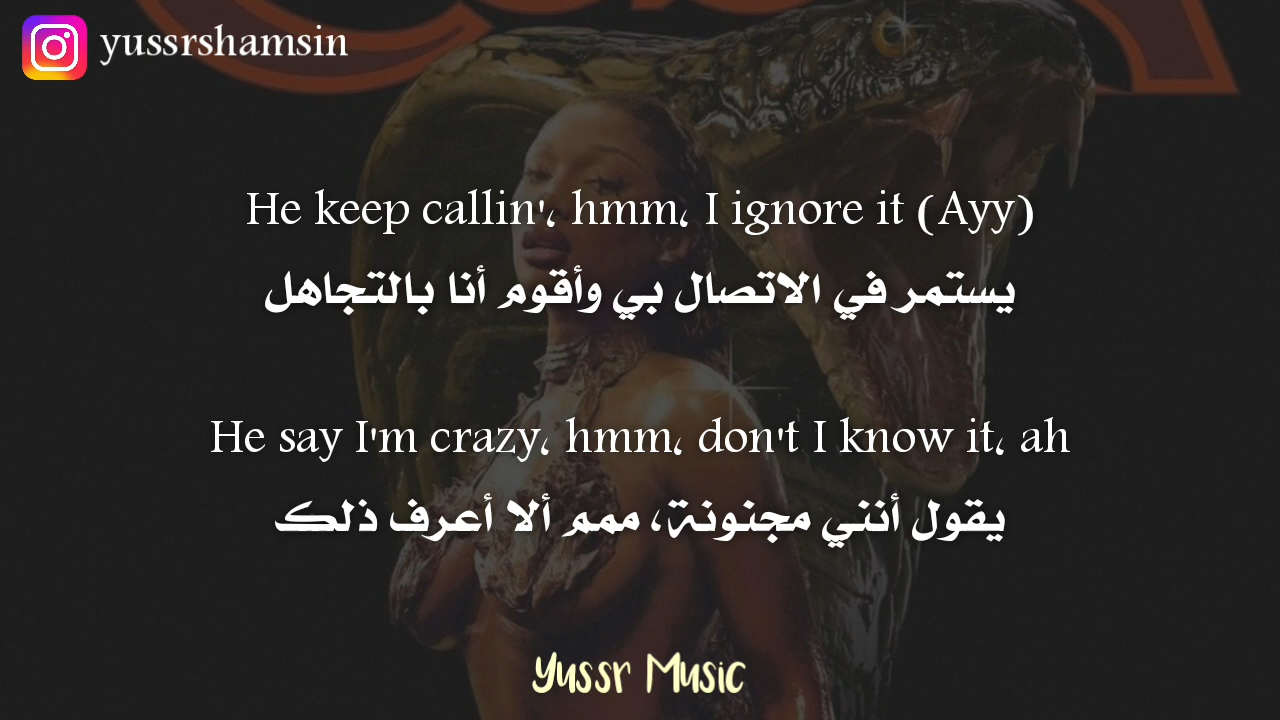 yussrshamsin
He keep callin'، hmm، I ignore it (Ayy)
يستمر في الاتصال بي وأقوم أنا بالتجاهل
He say I'm crazy، hmm، don't I know it، ah
يقول أنني مجنونة، ممم ألا أعرف ذلك
Yussr Music